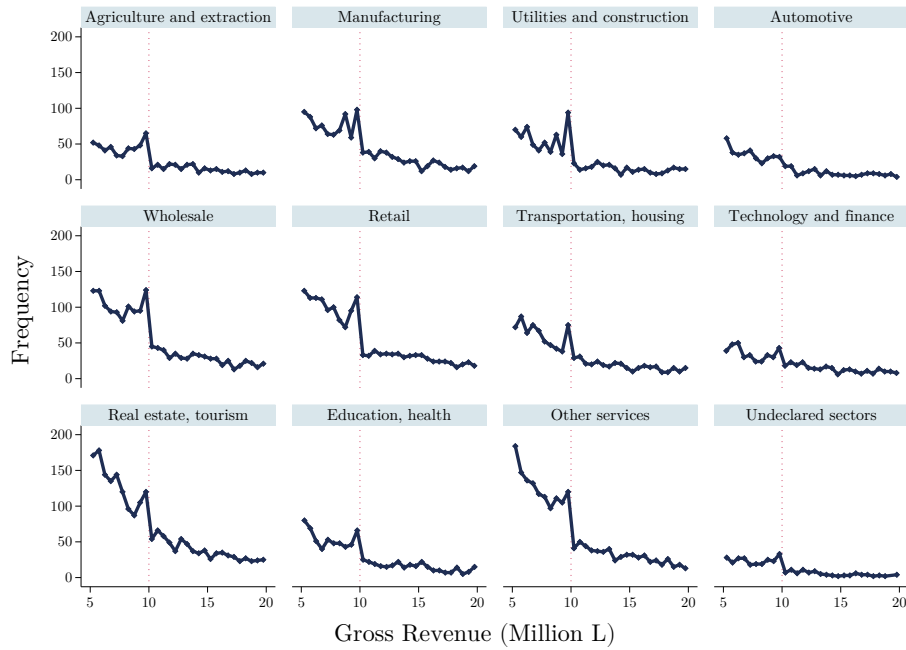 Agriculture and extraction
Manufacturing
Utilities and construction
Automotive
200
150
100
50
0
Wholesale
Retail
Transportation, housing
Technology and finance
200
150
100
50
0
Frequency
Real estate, tourism
Education, health
Other services
Undeclared sectors
200
150
100
50
0
5 10 15 20
5 10 15 20
5 10 15 20
5 10 15 20
Gross Revenue (Million L)